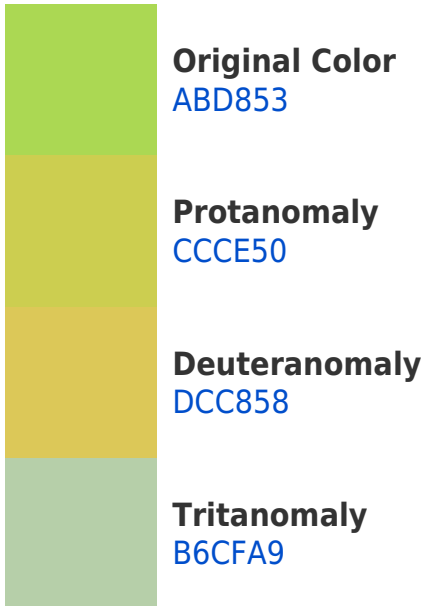 Original Color
ABD853
Protanomaly
CCCE50
Deuteranomaly
DCC858
Tritanomaly
B6CFA9